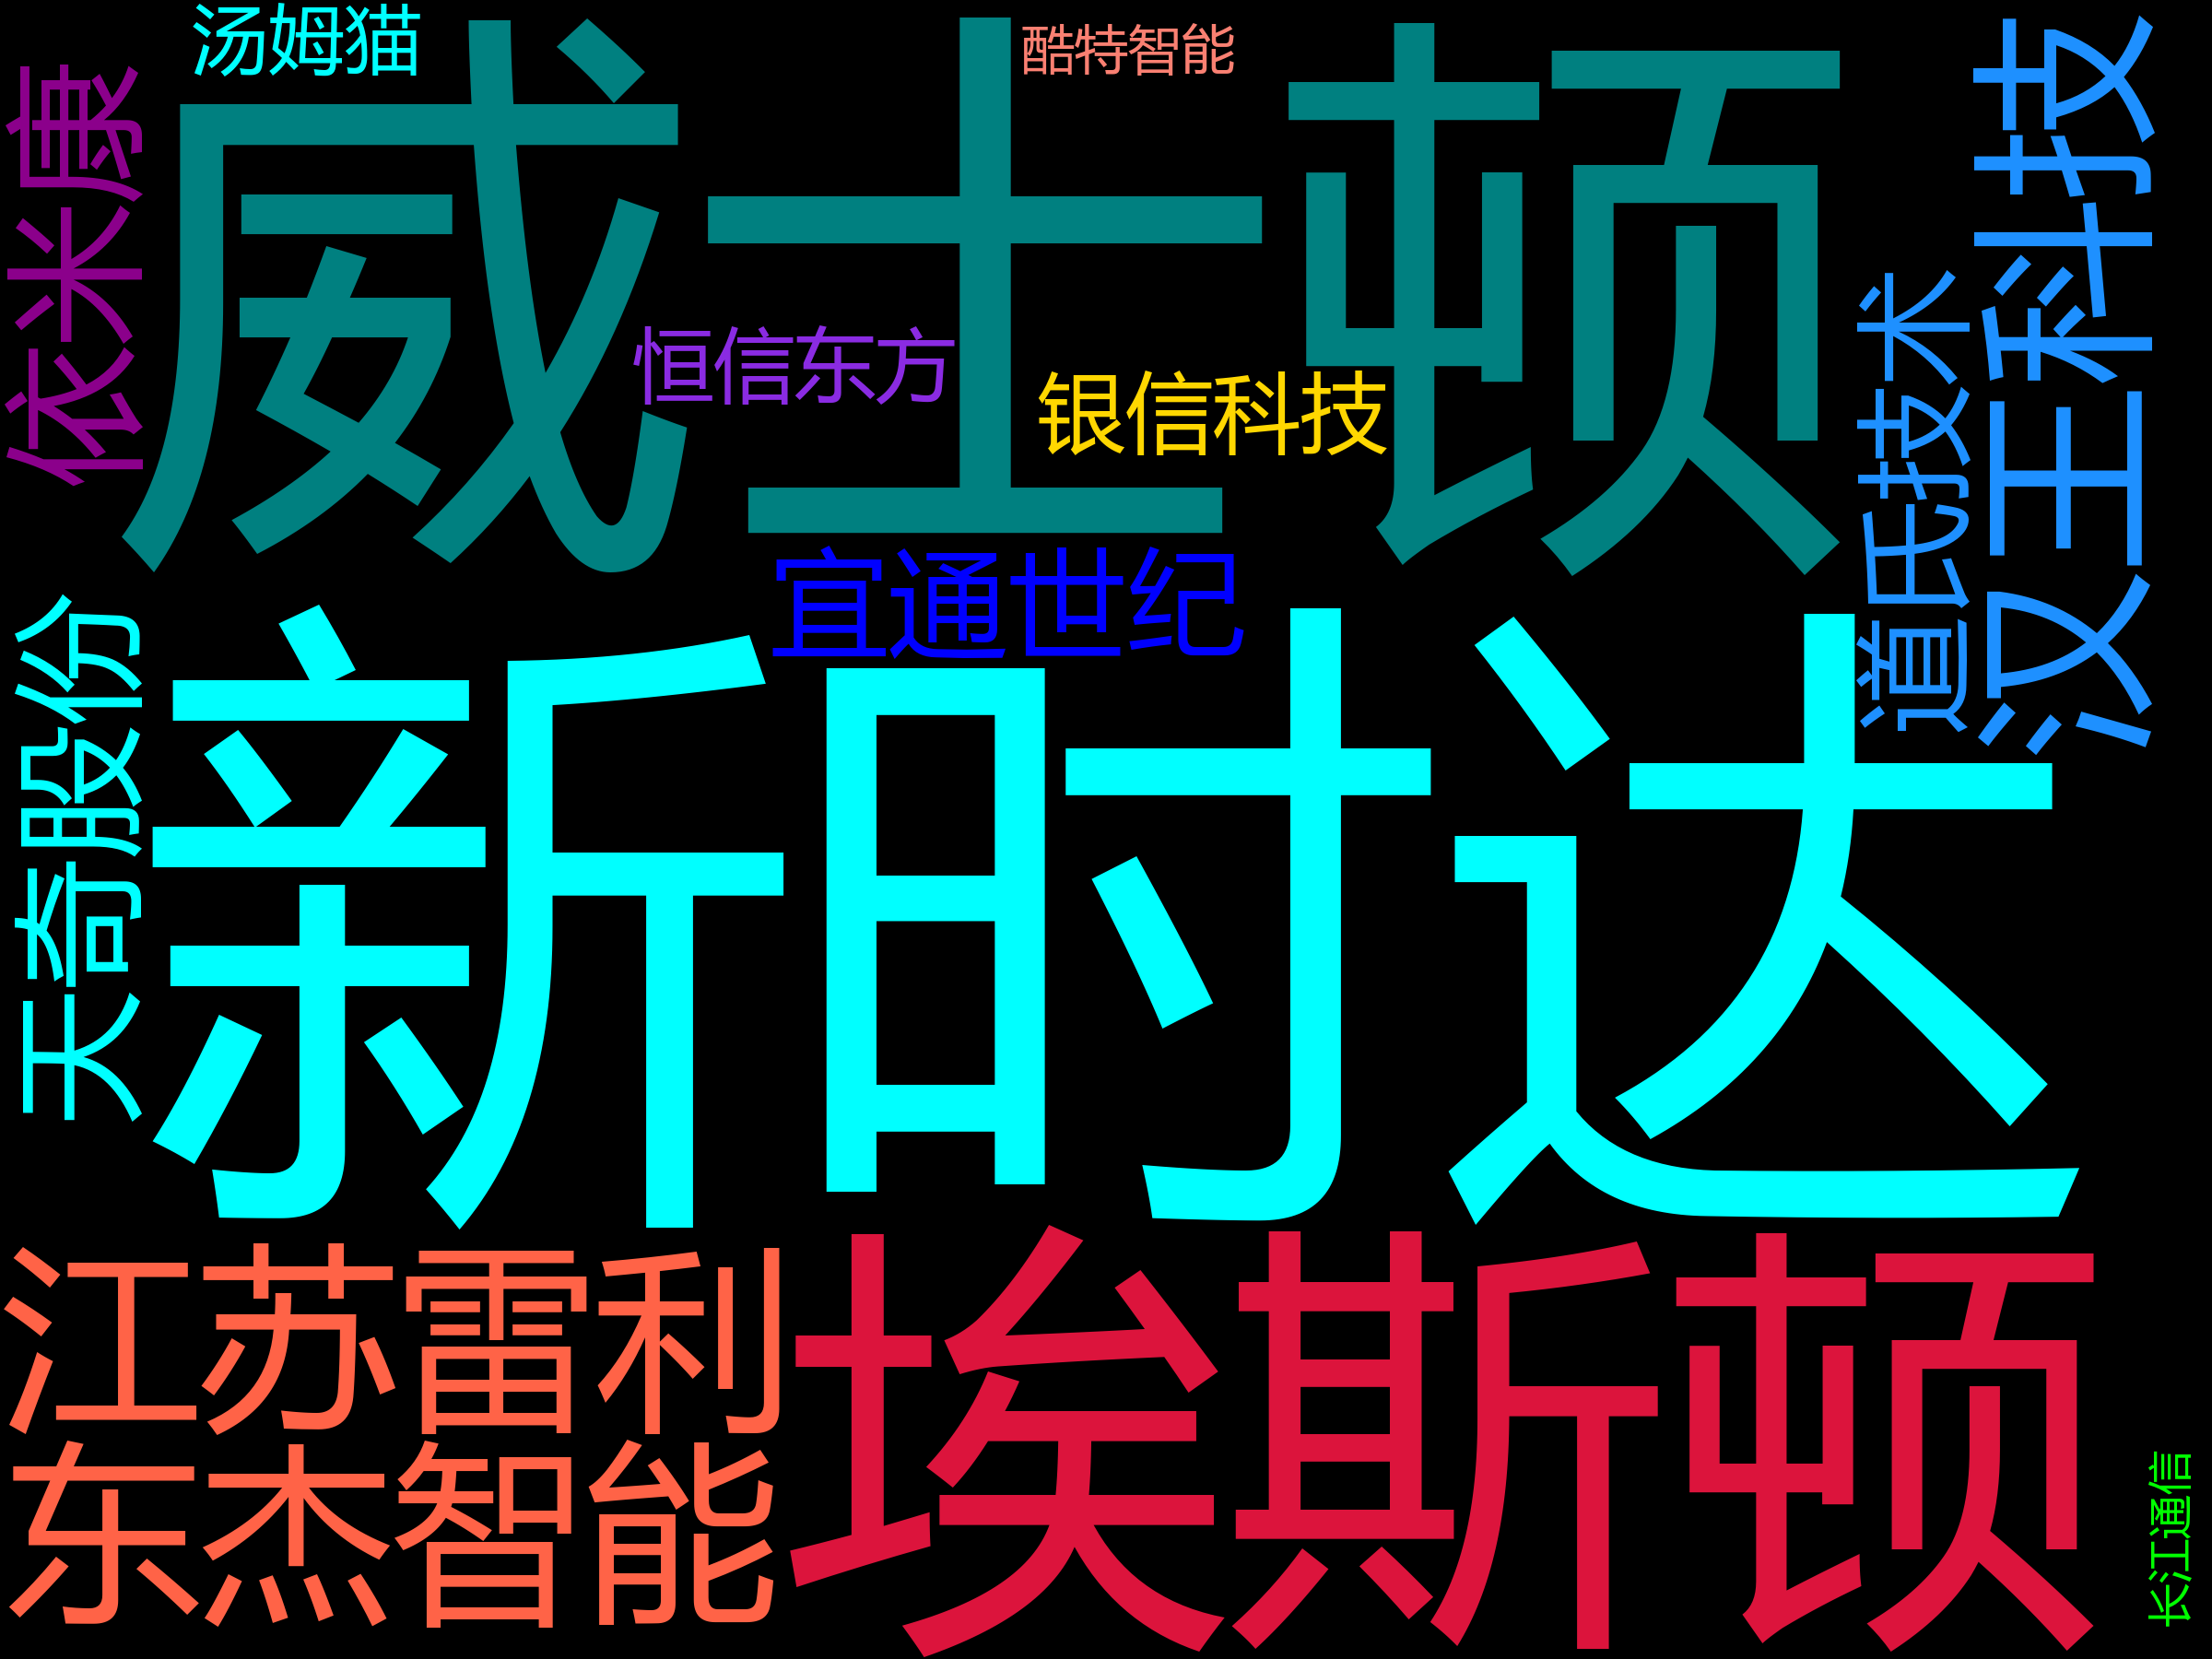 汤姆猫
酷特智能
威士顿
依米康
汉王科技
恒信东方
银信科技
道氏技术
宜通世纪
新时达
天奇股份
江苏雷利
埃斯顿
东杰智能
长江通信